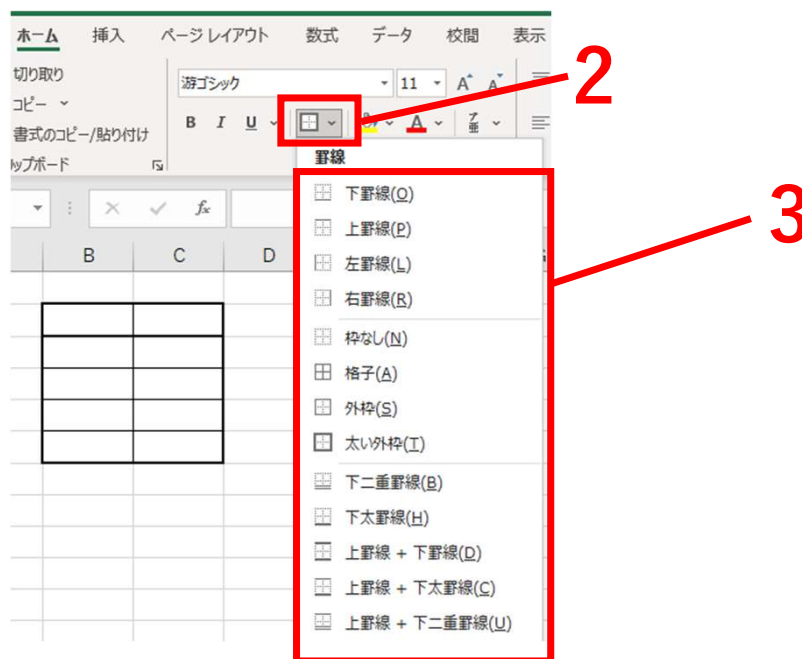 ホーム 挿入 ページ レイアウト 数式 データ 校閲 表示
切り取り
コピー
書式のコピー/貼り付け
プボード
游ゴシック 11 A A
B I U A
2
罫線
下罫線(O)
上罫線(P)
左罫線(L)
右罫線(R)
枠なし(N)
格子(A)
外枠(S)
太い外枠(T)
下二重罫線(B)
下太罫線(H)
上罫線 + 下罫線(D)
上罫線 + 下太罫線(C)
上罫線 + 下二重罫線(U)
3
fx
B C D